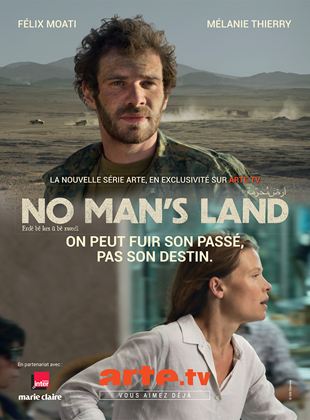 FÉLIX MOATI
MÉLANIE THIERRY
LA NOUVELLE SÉRIE ARTE, EN EXCLUSIVITÉ SUR ARTE.TV
NO MAN'S LAND
ON PEUT FUIR SON PASSÉ,
PAS SON DESTIN.
En partenariat avec :
france
inter
marie claire
arte.tv
VOUS AIMEZ DÉJÀ